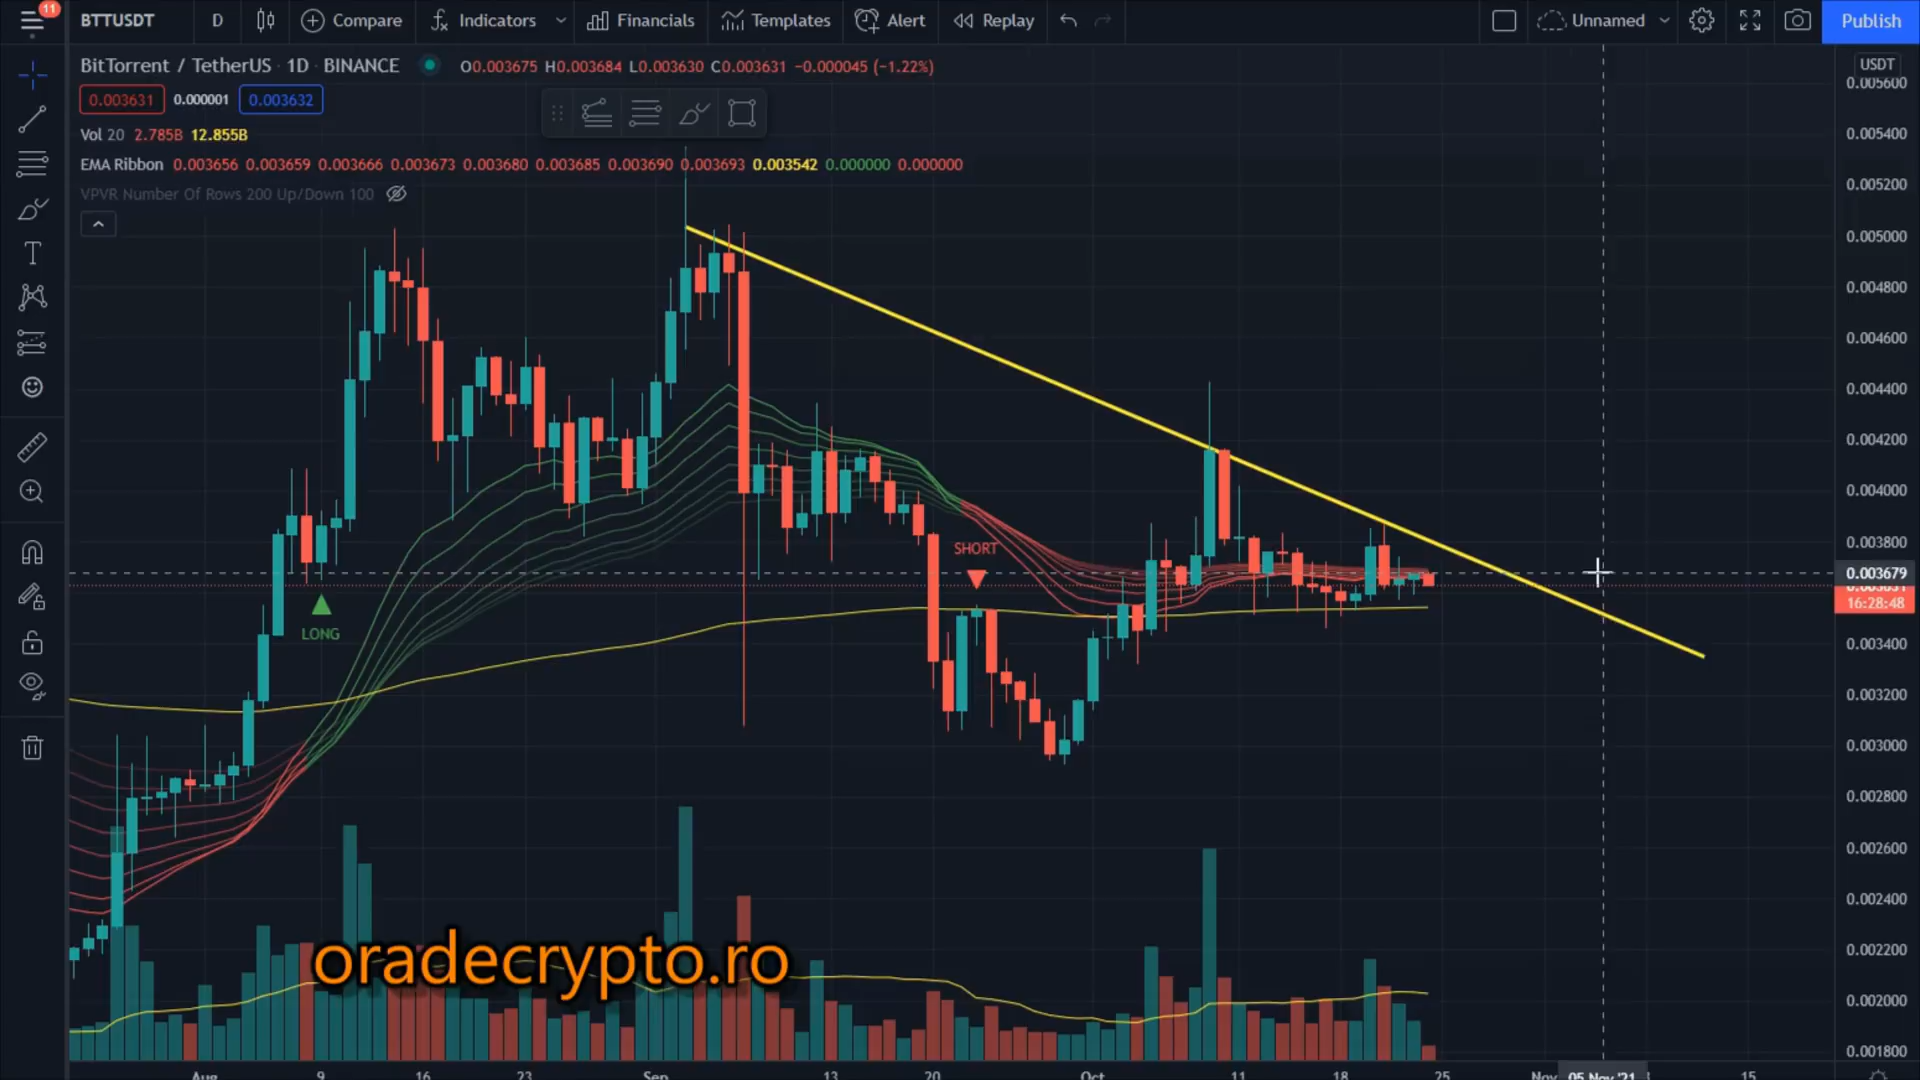 11
BTTUSDT D Compare Indicators Financials Templates Alert Replay Unnamed Publish
BitTorrent / TetherUS · 1D · BINANCE O0.003675 H0.003684 L0.003630 C0.003631 −0.000045 (−1.22%)
0.003631 0.000001 0.003632
Vol 20 2.785B 12.855B
EMA Ribbon 0.003656 0.003659 0.003666 0.003673 0.003680 0.003685 0.003690 0.003693 0.003542 0.000000 0.000000
VPVR Number Of Rows 200 Up/Down 100
USDT
0.005600
0.005400
0.005200
0.005000
0.004800
0.004600
0.004400
0.004200
0.004000
0.003800
SHORT
0.003679
0.003631
16:28:48
LONG
0.003400
0.003200
0.003000
0.002800
0.002600
0.002400
oradecrypto.ro
0.002200
0.002000
0.001800
Aug 9 16 23 Sep 13 20 Oct 11 18 25 Nov 05 Nov '21 15